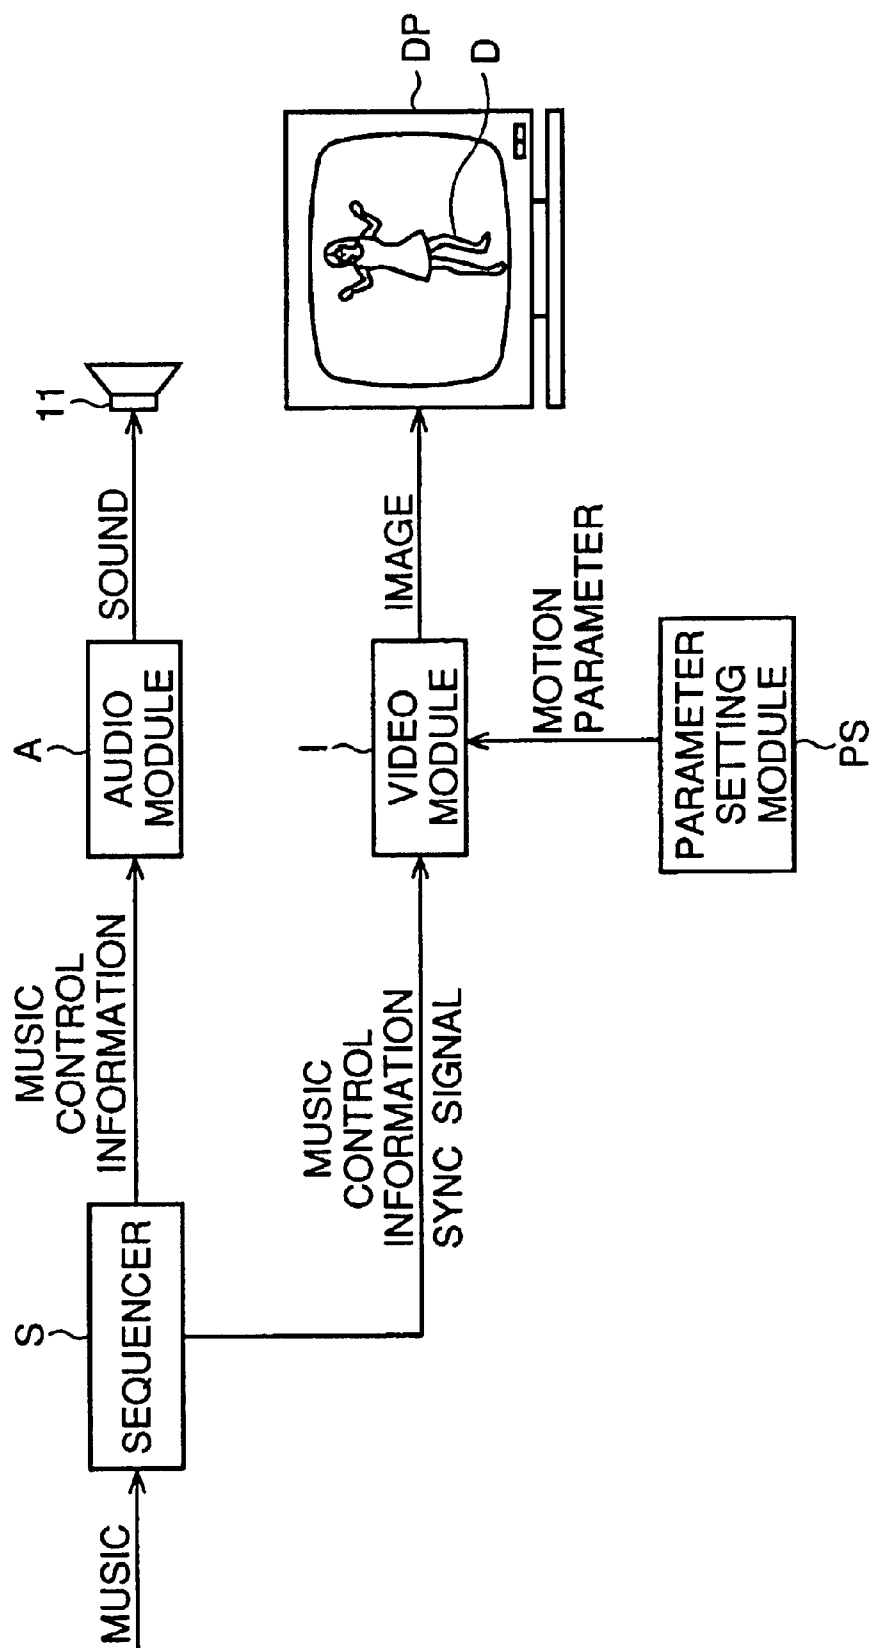 MUSIC
S
SEQUENCER
MUSIC
CONTROL
INFORMATION
A
AUDIO
MODULE
SOUND
11
MUSIC
CONTROL
INFORMATION
SYNC SIGNAL
I
VIDEO
MODULE
IMAGE
DP
D
MOTION
PARAMETER
PARAMETER
SETTING
MODULE
PS